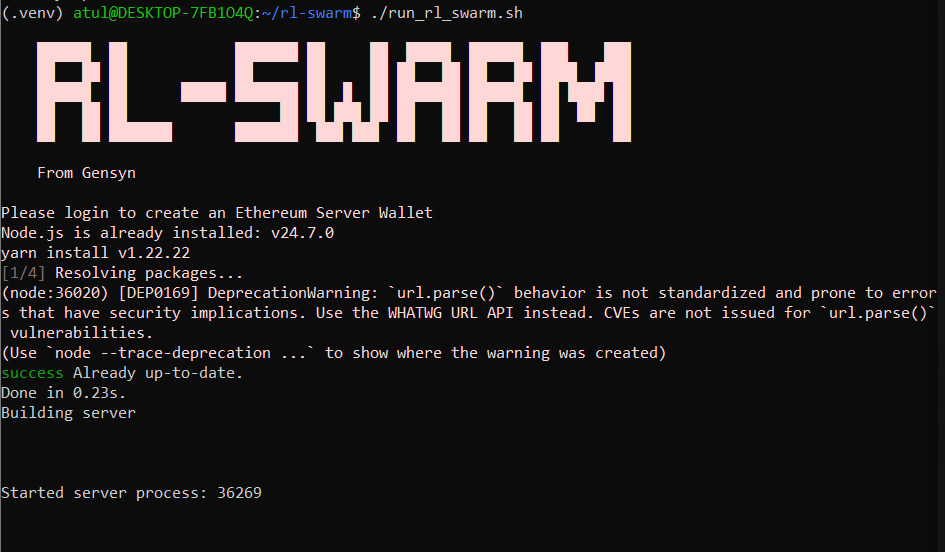 (.venv) atul@DESKTOP-7FB1O4Q:~/rl-swarm$ ./run_rl_swarm.sh
RL-SWARM
From Gensyn
Please login to create an Ethereum Server Wallet
Node.js is already installed: v24.7.0
yarn install v1.22.22
[1/4] Resolving packages...
(node:36020) [DEP0169] DeprecationWarning: `url.parse()` behavior is not standardized and prone to error
s that have security implications. Use the WHATWG URL API instead. CVEs are not issued for `url.parse()`
 vulnerabilities.
(Use `node --trace-deprecation ...` to show where the warning was created)
success Already up-to-date.
Done in 0.23s.
Building server
Started server process: 36269